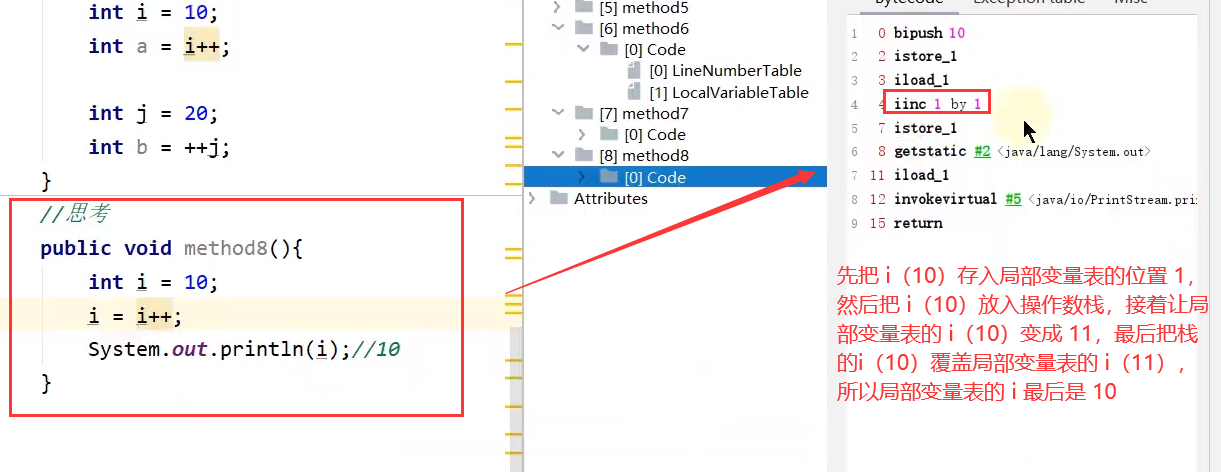 int i = 10;
int a = i++;
int j = 20;
int b = ++j;
}
//思考
public void method8(){
int i = 10;
i = i++;
System.out.println(i);//10
}
[5] method5
[6] method6
[0] Code
[0] LineNumberTable
[1] LocalVariableTable
[7] method7
[0] Code
[8] method8
[0] Code
Attributes
Bytecode Exception table Misc
1 0 bipush 10
2 2 istore_1
3 3 iload_1
4 4 iinc 1 by 1
5 7 istore_1
6 8 getstatic #2 <java/lang/System.out>
7 11 iload_1
8 12 invokevirtual #5 <java/io/PrintStream.pri
9 15 return
先把 i（10）存入局部变量表的位置 1，
然后把 i（10）放入操作数栈，接着让局
部变量表的 i（10）变成 11，最后把栈
的i（10）覆盖局部变量表的 i（11），
所以局部变量表的 i 最后是 10